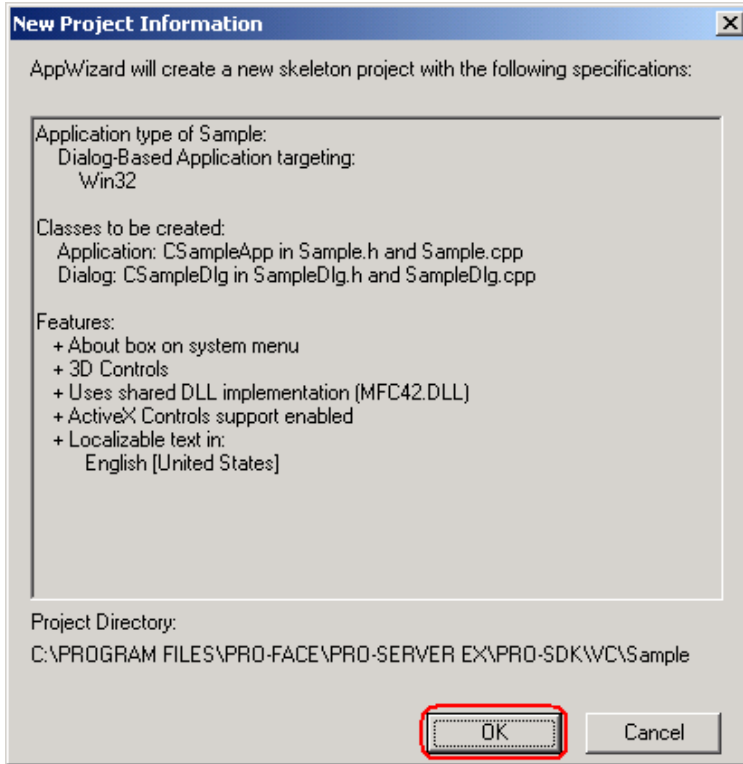 New Project Information
AppWizard will create a new skeleton project with the following specifications:
Application type of Sample:
Dialog-Based Application targeting:
Win32
Classes to be created:
Application: CSampleApp in Sample.h and Sample.cpp
Dialog: CSampleDlg in SampleDlg.h and SampleDlg.cpp
Features:
+ About box on system menu
+ 3D Controls
+ Uses shared DLL implementation (MFC42.DLL)
+ ActiveX Controls support enabled
+ Localizable text in:
English [United States]
Project Directory:
C:\PROGRAM FILES\PRO-FACE\PRO-SERVER EX\PRO-SDK\VC\Sample
OK
Cancel